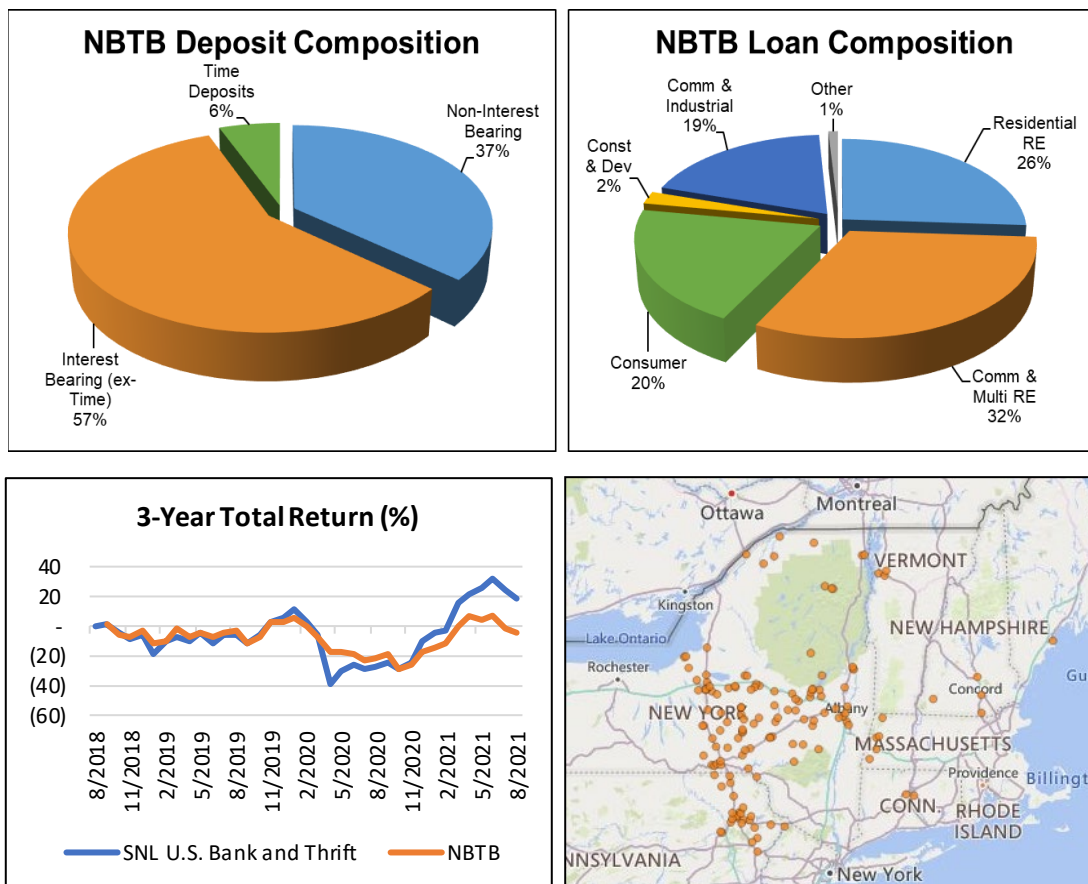 NBTB Deposit Composition
Time
Deposits
6%
Non-Interest
Bearing
37%
Interest
Bearing (ex-
Time)
57%
NBTB Loan Composition
Comm &
Industrial
19%
Other
1%
Residential
RE
26%
Const
& Dev
2%
Consumer
20%
Comm &
Multi RE
32%
3-Year Total Return (%)
40
20
-
(20)
(40)
(60)
8/2018
11/2018
2/2019
5/2019
8/2019
11/2019
2/2020
5/2020
8/2020
11/2020
2/2021
5/2021
8/2021
SNL U.S. Bank and Thrift
NBTB
Montreal
Ottawa
VERMONT
Kingston
NEW HAMPSHIRE
Lake Ontario
Rochester
Gu
Concord
NEW YORK
Albany
MASSACHUSETTS
Providence
Billington
CONN.
RHODE
ISLAND
NNSYLVANIA
New York